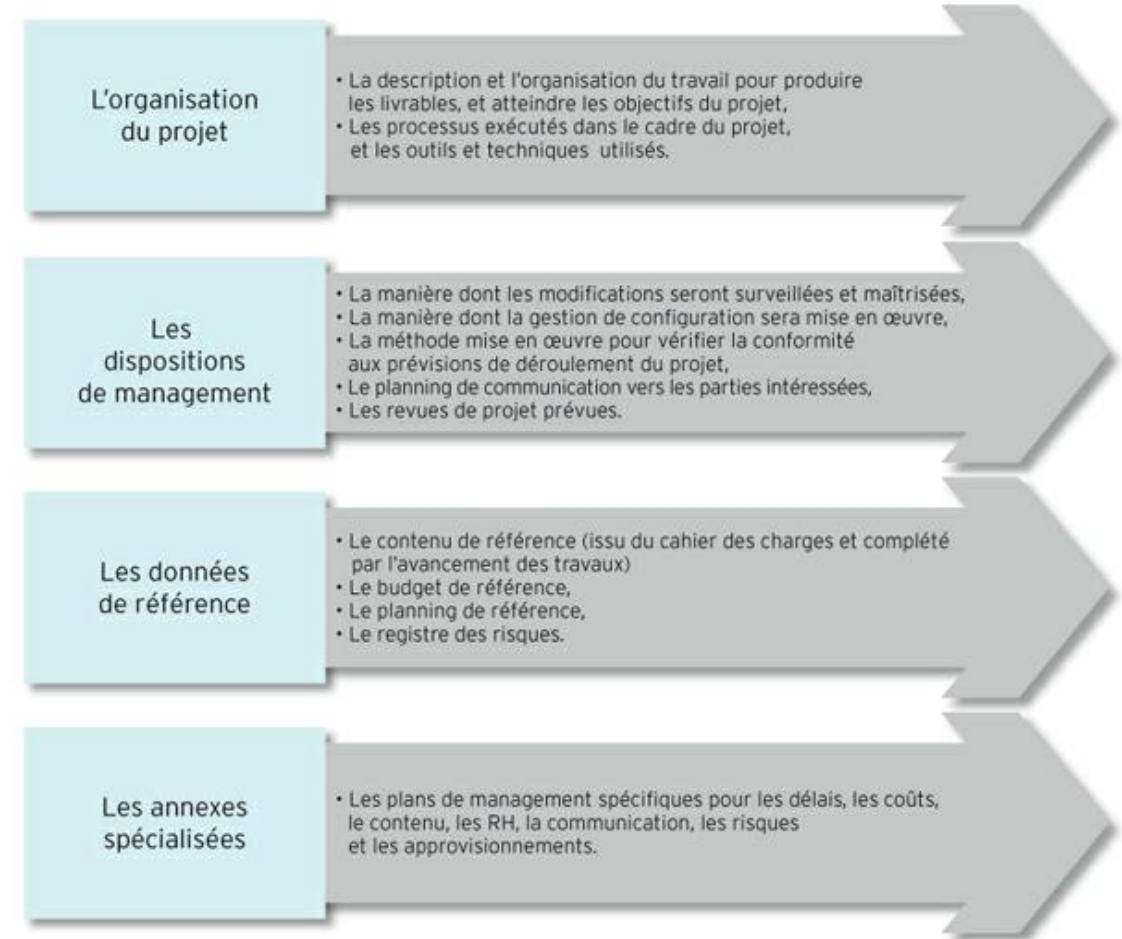 L'organisation
du projet
• La description et l'organisation du travail pour produire
les livrables, et atteindre les objectifs du projet,
• Les processus exécutés dans le cadre du projet,
et les outils et techniques utilisés.
Les
dispositions
de management
• La manière dont les modifications seront surveillées et maîtrisées,
• La manière dont la gestion de configuration sera mise en œuvre,
• La méthode mise en œuvre pour vérifier la conformité
aux prévisions de déroulement du projet,
• Le planning de communication vers les parties intéressées,
• Les revues de projet prévues.
Les données
de référence
• Le contenu de référence (issu du cahier des charges et complété
par l'avancement des travaux)
• Le budget de référence,
• Le planning de référence,
• Le registre des risques.
Les annexes
spécialisées
• Les plans de management spécifiques pour les délais, les coûts,
le contenu, les RH, la communication, les risques
et les approvisionnements.